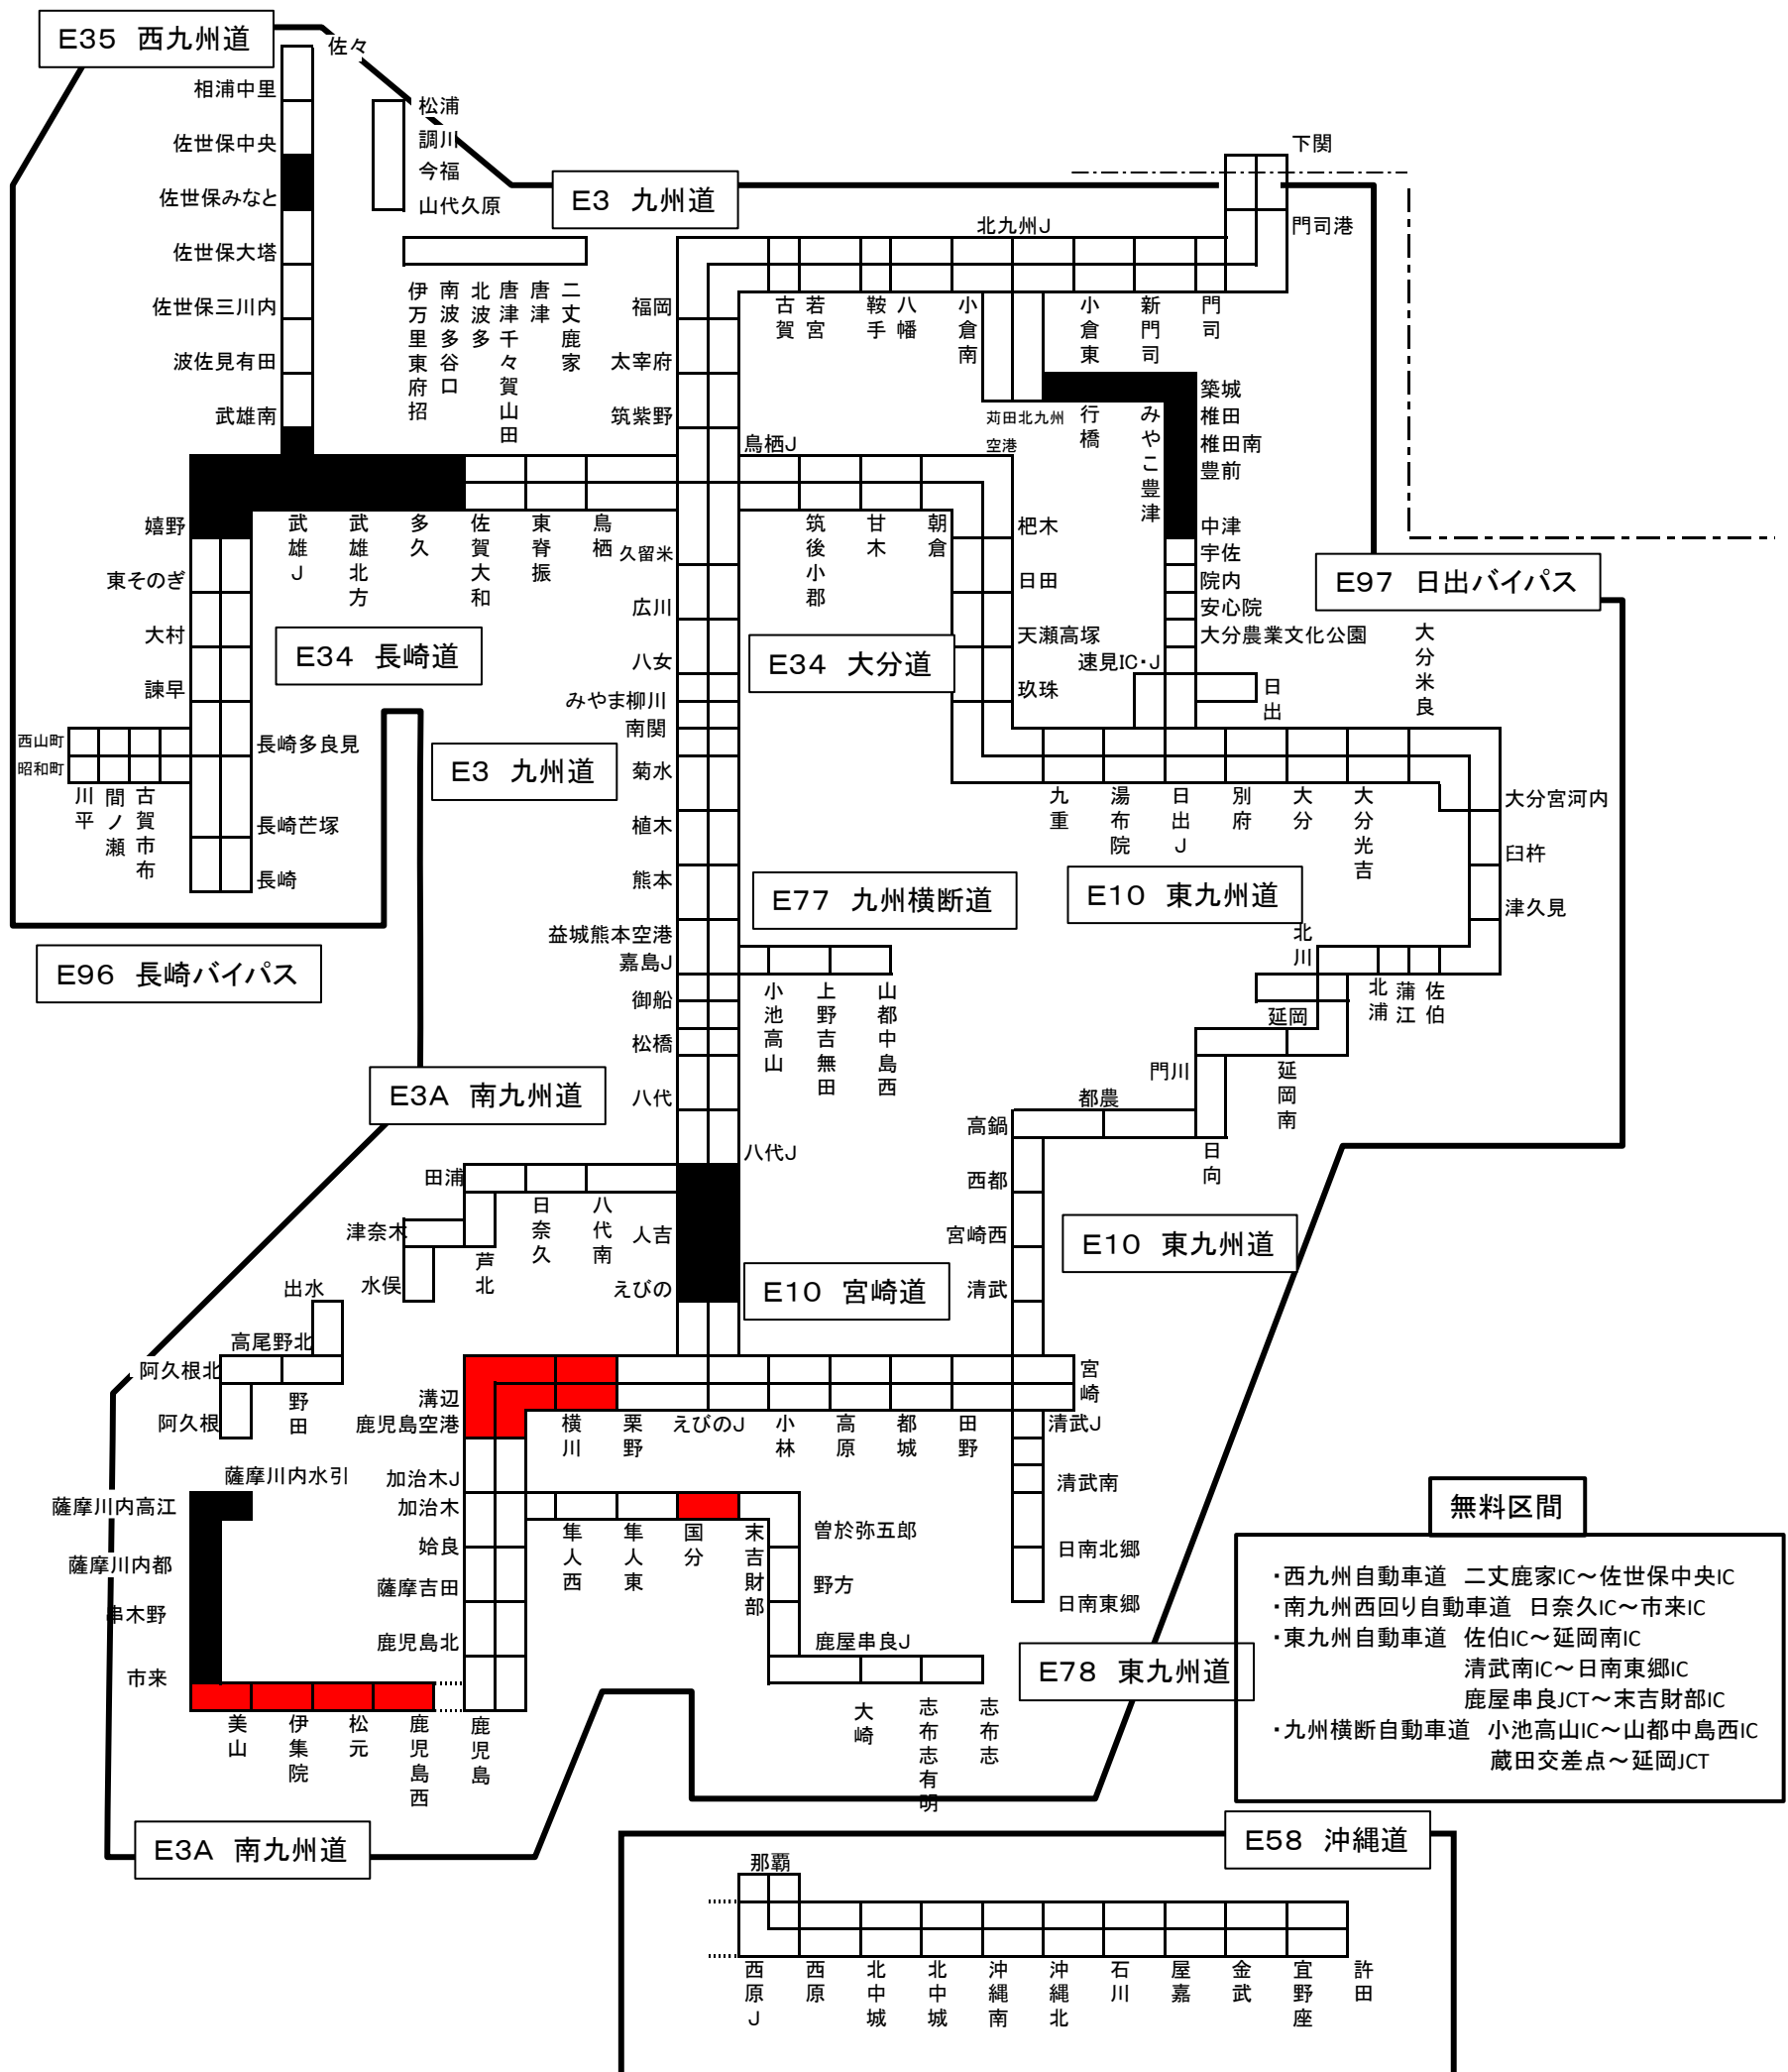 E35 西九州道
佐々
相浦中里
佐世保中央
佐世保みなと
佐世保大塔
佐世保三川内
波佐見有田
武雄南
松浦
調川
今福
山代久原
E3 九州道
伊万里東府招
南波多谷口
北波多
唐津千々賀山田
唐津
二丈鹿家
下関
門司港
北九州J
福岡
太宰府
筑紫野
古賀
若宮
鞍手
八幡
小倉南
小倉東
新門司
門司
苅田北九州
空港
行橋
みやこ豊津
築城
椎田
椎田南
豊前
中津
宇佐
院内
安心院
大分農業文化公園
速見IC・J
日出
E97 日出バイパス
大分米良
鳥栖J
嬉野
武雄J
武雄北方
多久
佐賀大和
東脊振
鳥栖
久留米
筑後小郡
甘木
朝倉
杷木
日田
天瀬高塚
玖珠
東そのぎ
大村
諫早
E34 長崎道
広川
八女
みやま柳川
南関
E34 大分道
西山町
昭和町
長崎多良見
川平
間ノ瀬
古賀市布
長崎芒塚
長崎
E3 九州道
菊水
植木
熊本
益城熊本空港
嘉島J
御船
松橋
八代
九重
湯布院
日出J
別府
大分
大分光吉
大分宮河内
臼杵
津久見
E77 九州横断道
E10 東九州道
E96 長崎バイパス
小池高山
上野吉無田
山都中島西
北川
北浦
蒲江
佐伯
延岡
延岡南
門川
都農
高鍋
日向
E3A 南九州道
八代J
田浦
日奈久
八代南
人吉
えびの
津奈木
芦北
水俣
西都
宮崎西
清武
E10 東九州道
E10 宮崎道
出水
高尾野北
阿久根北
野田
阿久根
溝辺
鹿児島空港
横川
栗野
えびのJ
小林
高原
都城
田野
宮崎
清武J
清武南
日南北郷
日南東郷
薩摩川内水引
薩摩川内高江
薩摩川内都
串木野
市来
加治木J
加治木
姶良
薩摩吉田
鹿児島北
隼人西
隼人東
国分
末吉財部
曽於弥五郎
野方
鹿屋串良J
大崎
志布志有明
志布志
E78 東九州道
美山
伊集院
松元
鹿児島西
鹿児島
E3A 南九州道
無料区間
・西九州自動車道 二丈鹿家IC～佐世保中央IC
・南九州西回り自動車道 日奈久IC～市来IC
・東九州自動車道 佐伯IC～延岡南IC
清武南IC～日南東郷IC
鹿屋串良JCT～末吉財部IC
・九州横断自動車道 小池高山IC～山都中島西IC
蔵田交差点～延岡JCT
E58 沖縄道
那覇
西原J
西原
北中城
北中城
沖縄南
沖縄北
石川
屋嘉
金武
宜野座
許田